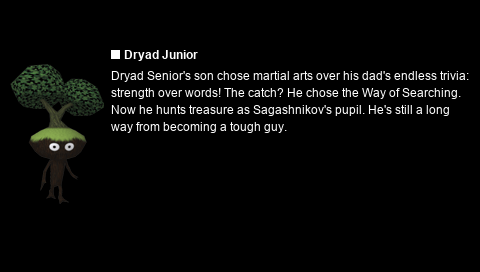 Dryad Junior
Dryad Senior's son chose martial arts over his dad's endless trivia:
strength over words! The catch? He chose the Way of Searching.
Now he hunts treasure as Sagashnikov's pupil. He's still a long
way from becoming a tough guy.